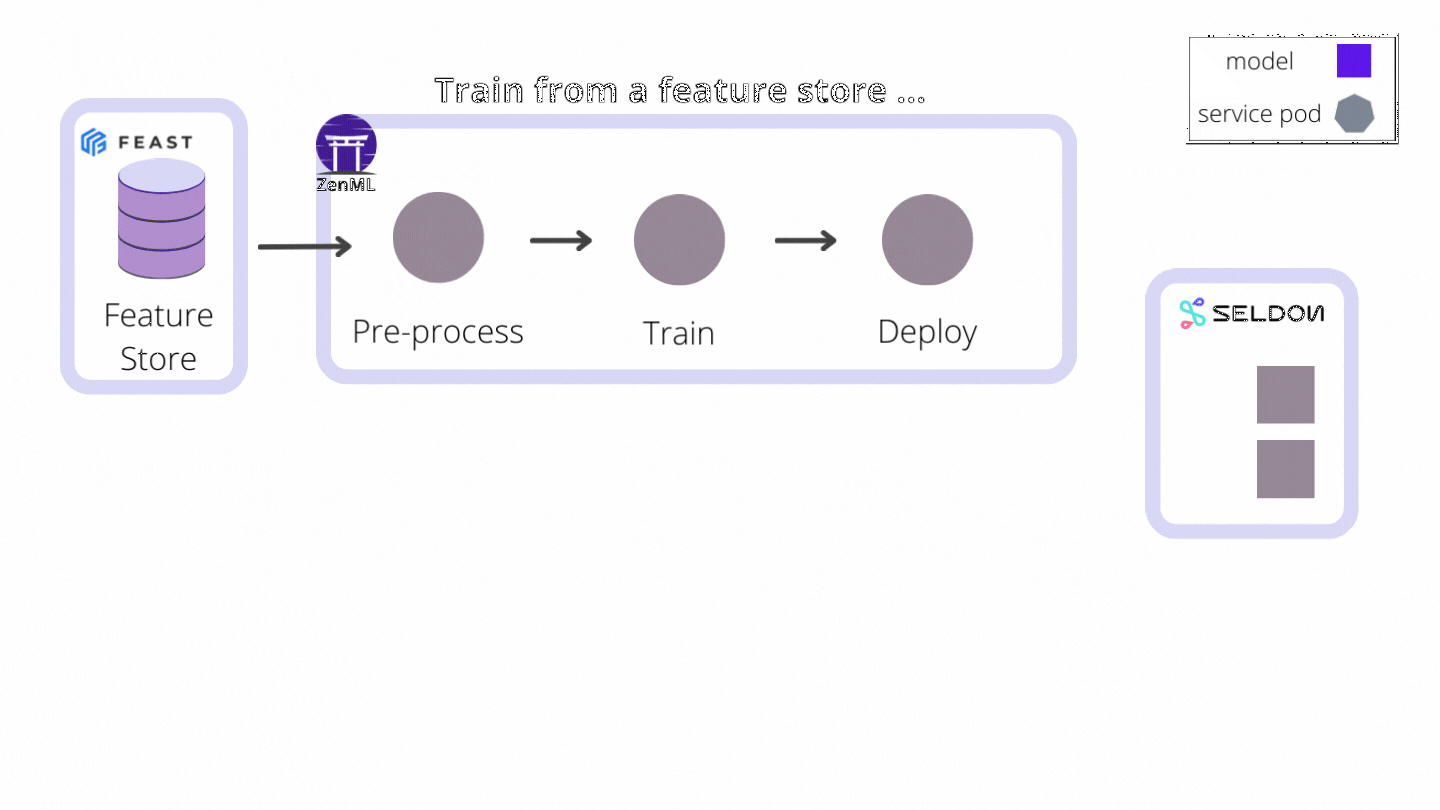 Train from a feature store ...
model
service pod
FEAST
Feature
Store
ZenML
Pre-process
Train
Deploy
SELDON